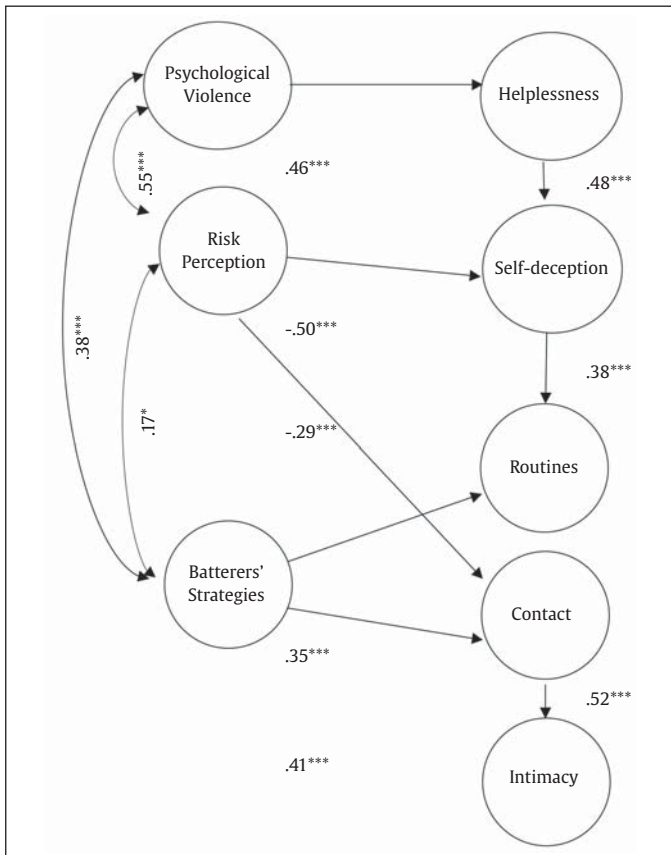 Psychological
Violence
Helplessness
.55***
.46***
.48***
Risk
Perception
Self-deception
.38***
-.50***
.38***
.17*
-.29***
Routines
Batterers'
Strategies
Contact
.35***
.52***
.41***
Intimacy